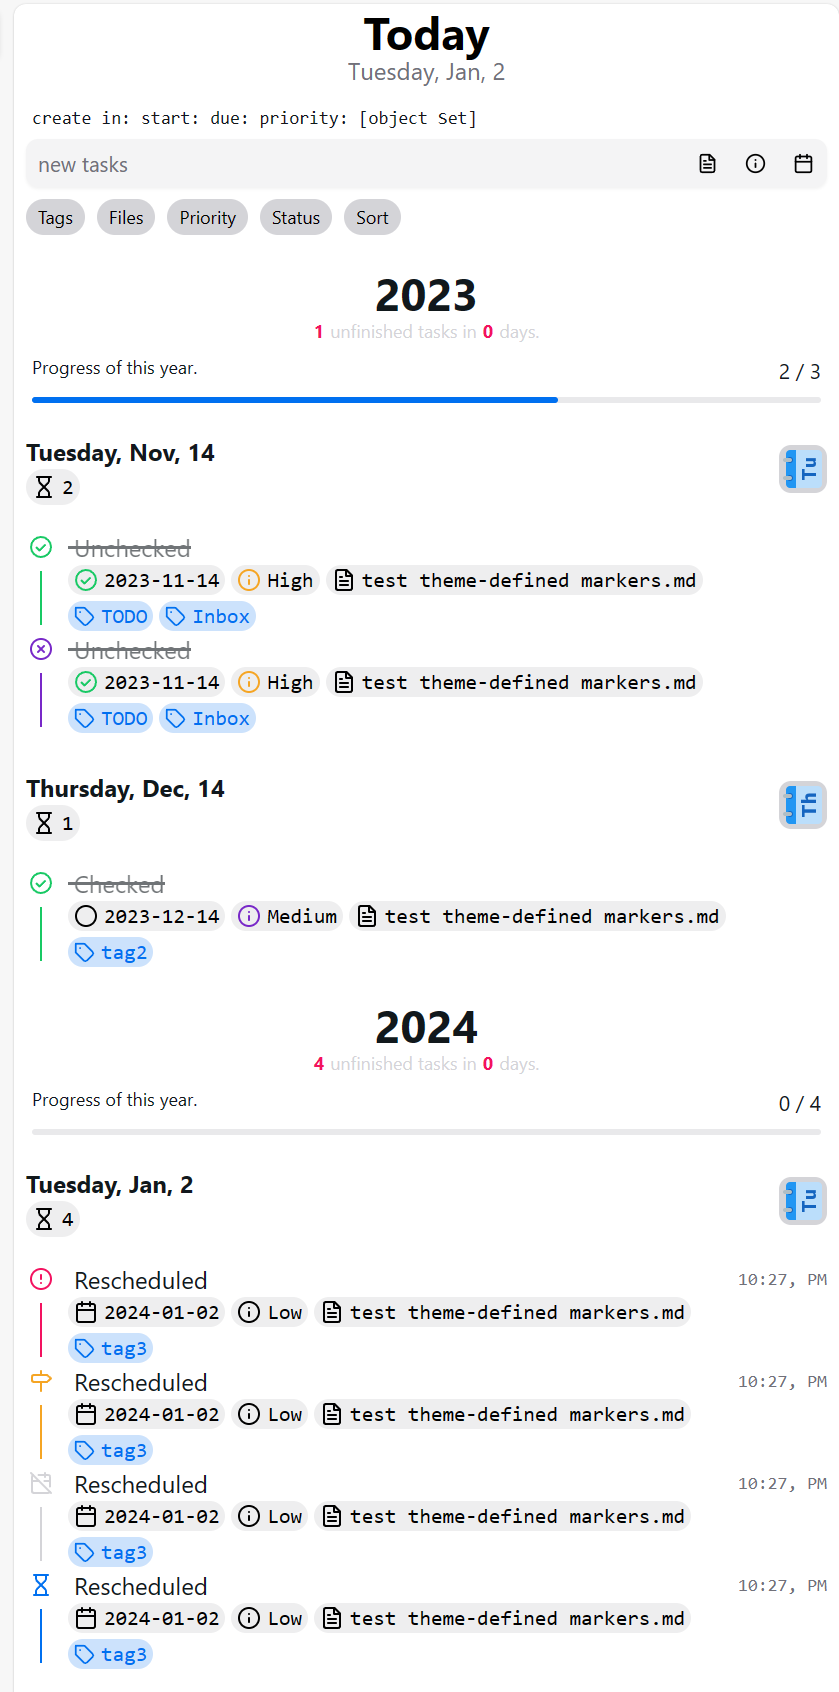 Today
Tuesday, Jan, 2
create in: start: due: priority: [object Set]
new tasks
Tags Files Priority Status Sort
2023
1 unfinished tasks in 0 days.
Progress of this year. 2 / 3
Tuesday, Nov, 14
Tu
2
Unchecked
2023-11-14 High test theme-defined markers.md
TODO Inbox
Unchecked
2023-11-14 High test theme-defined markers.md
TODO Inbox
Thursday, Dec, 14
Th
1
Checked
2023-12-14 Medium test theme-defined markers.md
tag2
2024
4 unfinished tasks in 0 days.
Progress of this year. 0 / 4
Tuesday, Jan, 2
Tu
4
Rescheduled 10:27, PM
2024-01-02 Low test theme-defined markers.md
tag3
Rescheduled 10:27, PM
2024-01-02 Low test theme-defined markers.md
tag3
Rescheduled 10:27, PM
2024-01-02 Low test theme-defined markers.md
tag3
Rescheduled 10:27, PM
2024-01-02 Low test theme-defined markers.md
tag3